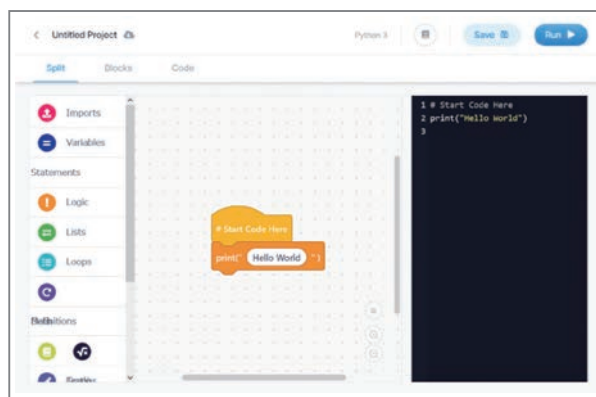 Untitled Project
Python 3
Save
Run
Split
Blocks
Code
Imports
Variables
Statements
Logic
Lists
Loops
# Start Code Here
print(" Hello World ")
1 # Start Code Here
2 print("Hello World")
3